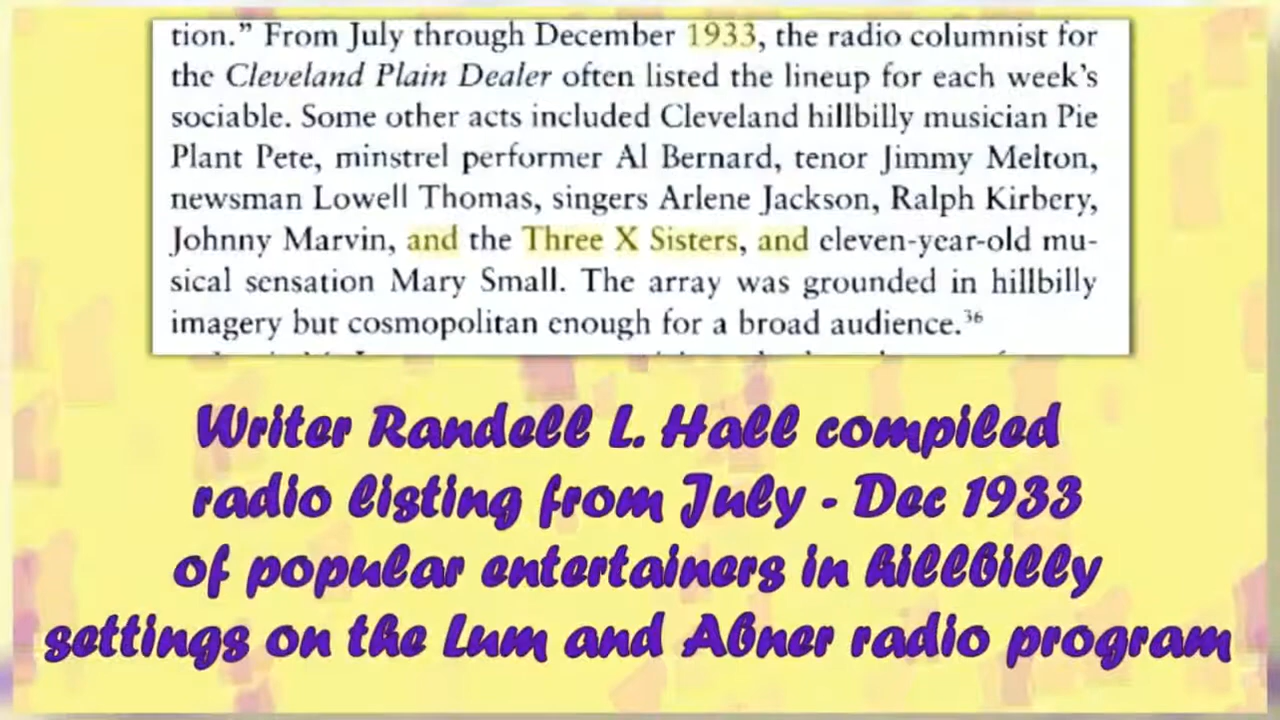 tion.” From July through December 1933, the radio columnist for
the Cleveland Plain Dealer often listed the lineup for each week’s
sociable. Some other acts included Cleveland hillbilly musician Pie
Plant Pete, minstrel performer Al Bernard, tenor Jimmy Melton,
newsman Lowell Thomas, singers Arlene Jackson, Ralph Kirbery,
Johnny Marvin, and the Three X Sisters, and eleven-year-old mu-
sical sensation Mary Small. The array was grounded in hillbilly
imagery but cosmopolitan enough for a broad audience.³⁶
Writer Randell L. Hall compiled
radio listing from July - Dec 1933
of popular entertainers in hillbilly
settings on the Lum and Abner radio program